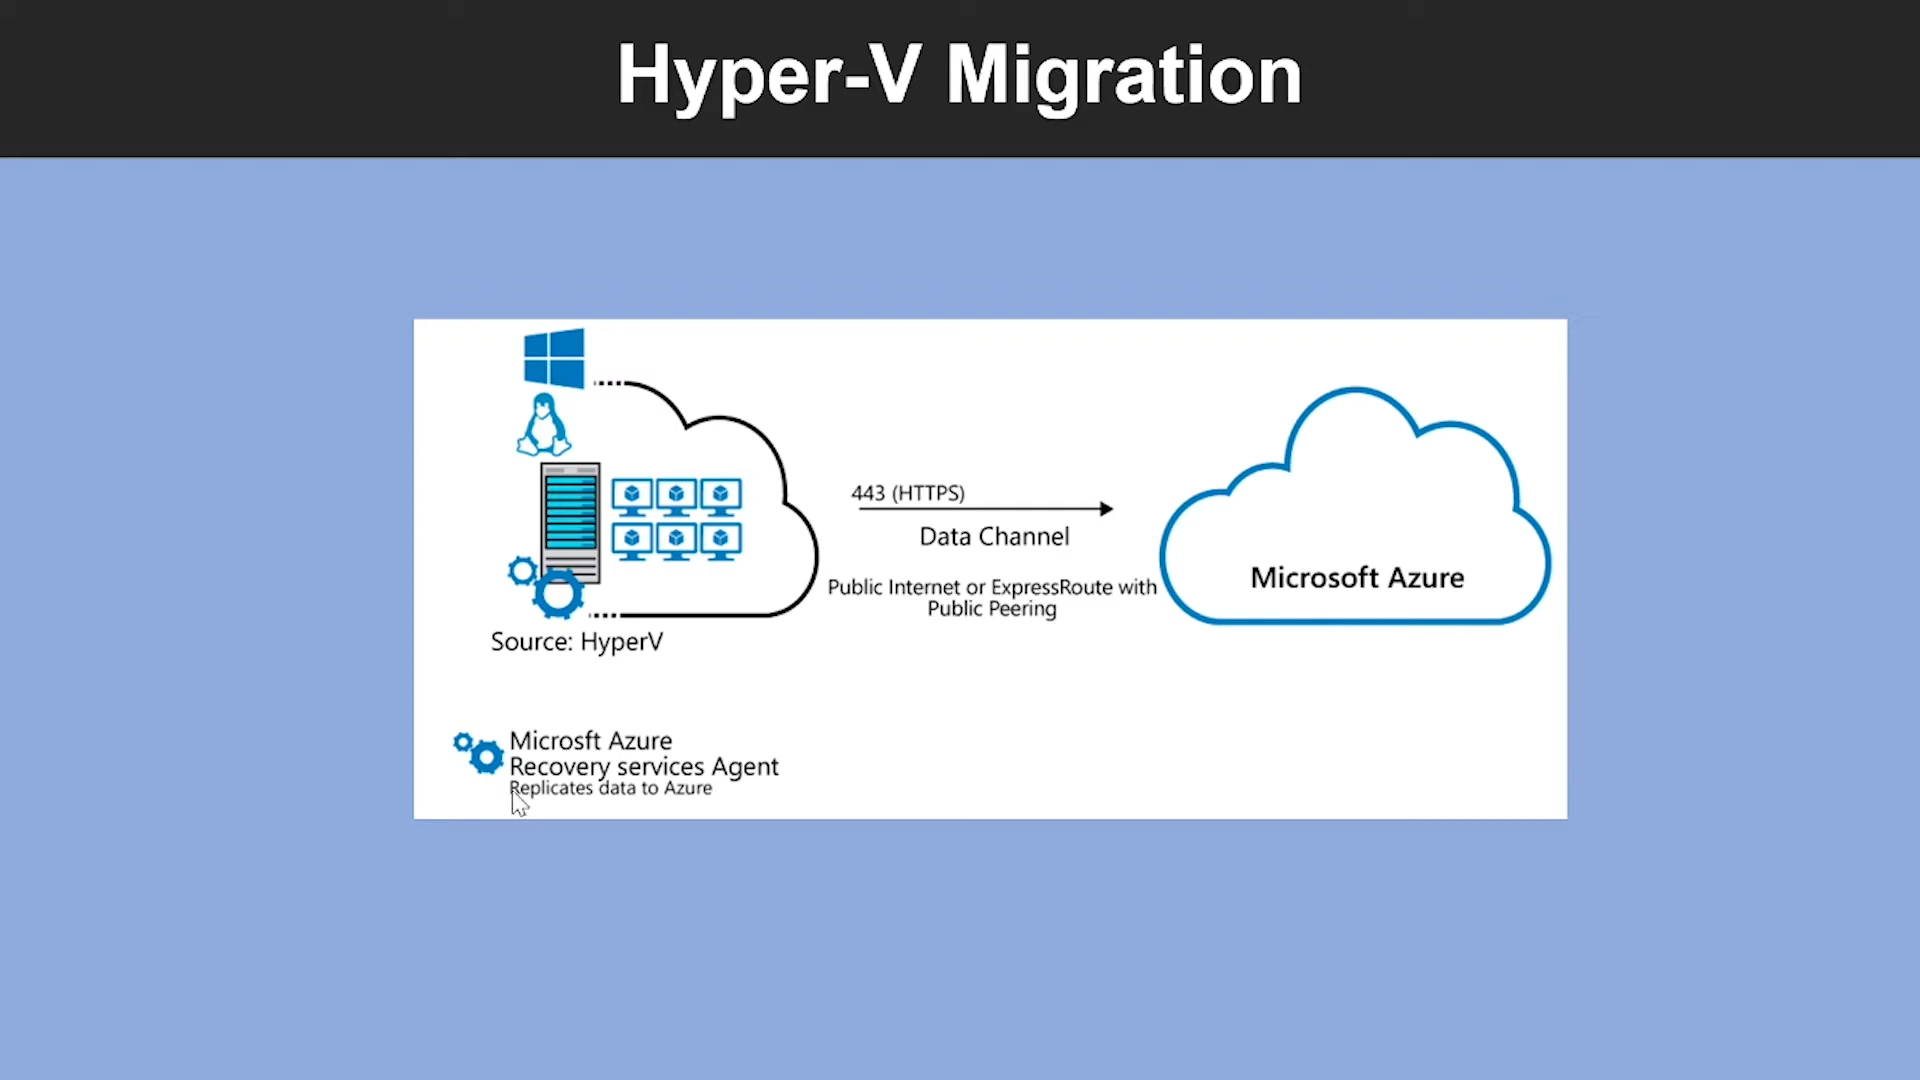 Hyper-V Migration
443 (HTTPS)
Data Channel
Public Internet or ExpressRoute with
Public Peering
Microsoft Azure
Source: HyperV
Microsft Azure
Recovery services Agent
Replicates data to Azure